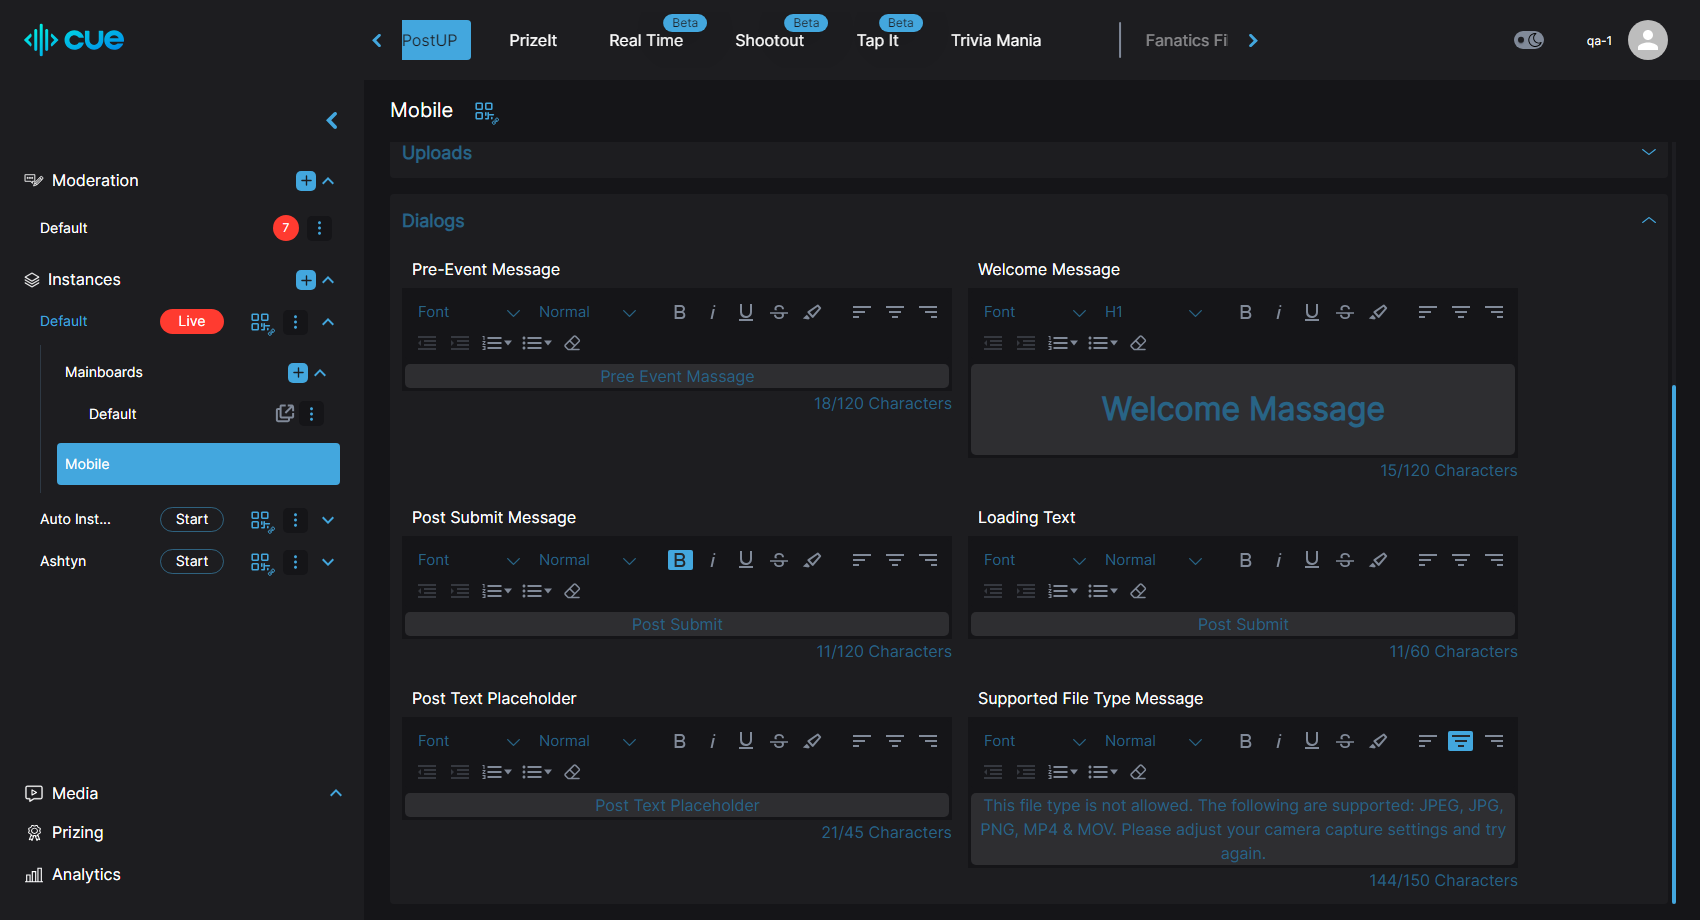 cue
PostUP
PrizeIt
Real Time
Beta
Shootout
Beta
Tap It
Beta
Trivia Mania
Fanatics Fi
qa-1
Moderation
Default
7
Instances
Default
Live
Mainboards
Default
Mobile
Auto Inst...
Start
Ashtyn
Start
Media
Prizing
Analytics
Mobile
Uploads
Dialogs
Pre-Event Message
Font Normal B i U S
Pree Event Massage
18/120 Characters
Welcome Message
Font H1 B i U S
Welcome Massage
15/120 Characters
Post Submit Message
Font Normal B i U S
Post Submit
11/120 Characters
Loading Text
Font Normal B i U S
Post Submit
11/60 Characters
Post Text Placeholder
Font Normal B i U S
Post Text Placeholder
21/45 Characters
Supported File Type Message
Font Normal B i U S
This file type is not allowed. The following are supported: JPEG, JPG,
PNG, MP4 & MOV. Please adjust your camera capture settings and try
again.
144/150 Characters